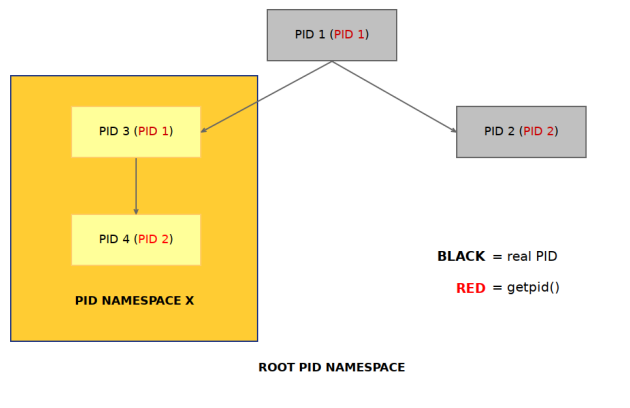 PID 1 (PID 1)
PID 3 (PID 1)
PID 2 (PID 2)
PID 4 (PID 2)
BLACK = real PID
RED = getpid()
PID NAMESPACE X
ROOT PID NAMESPACE